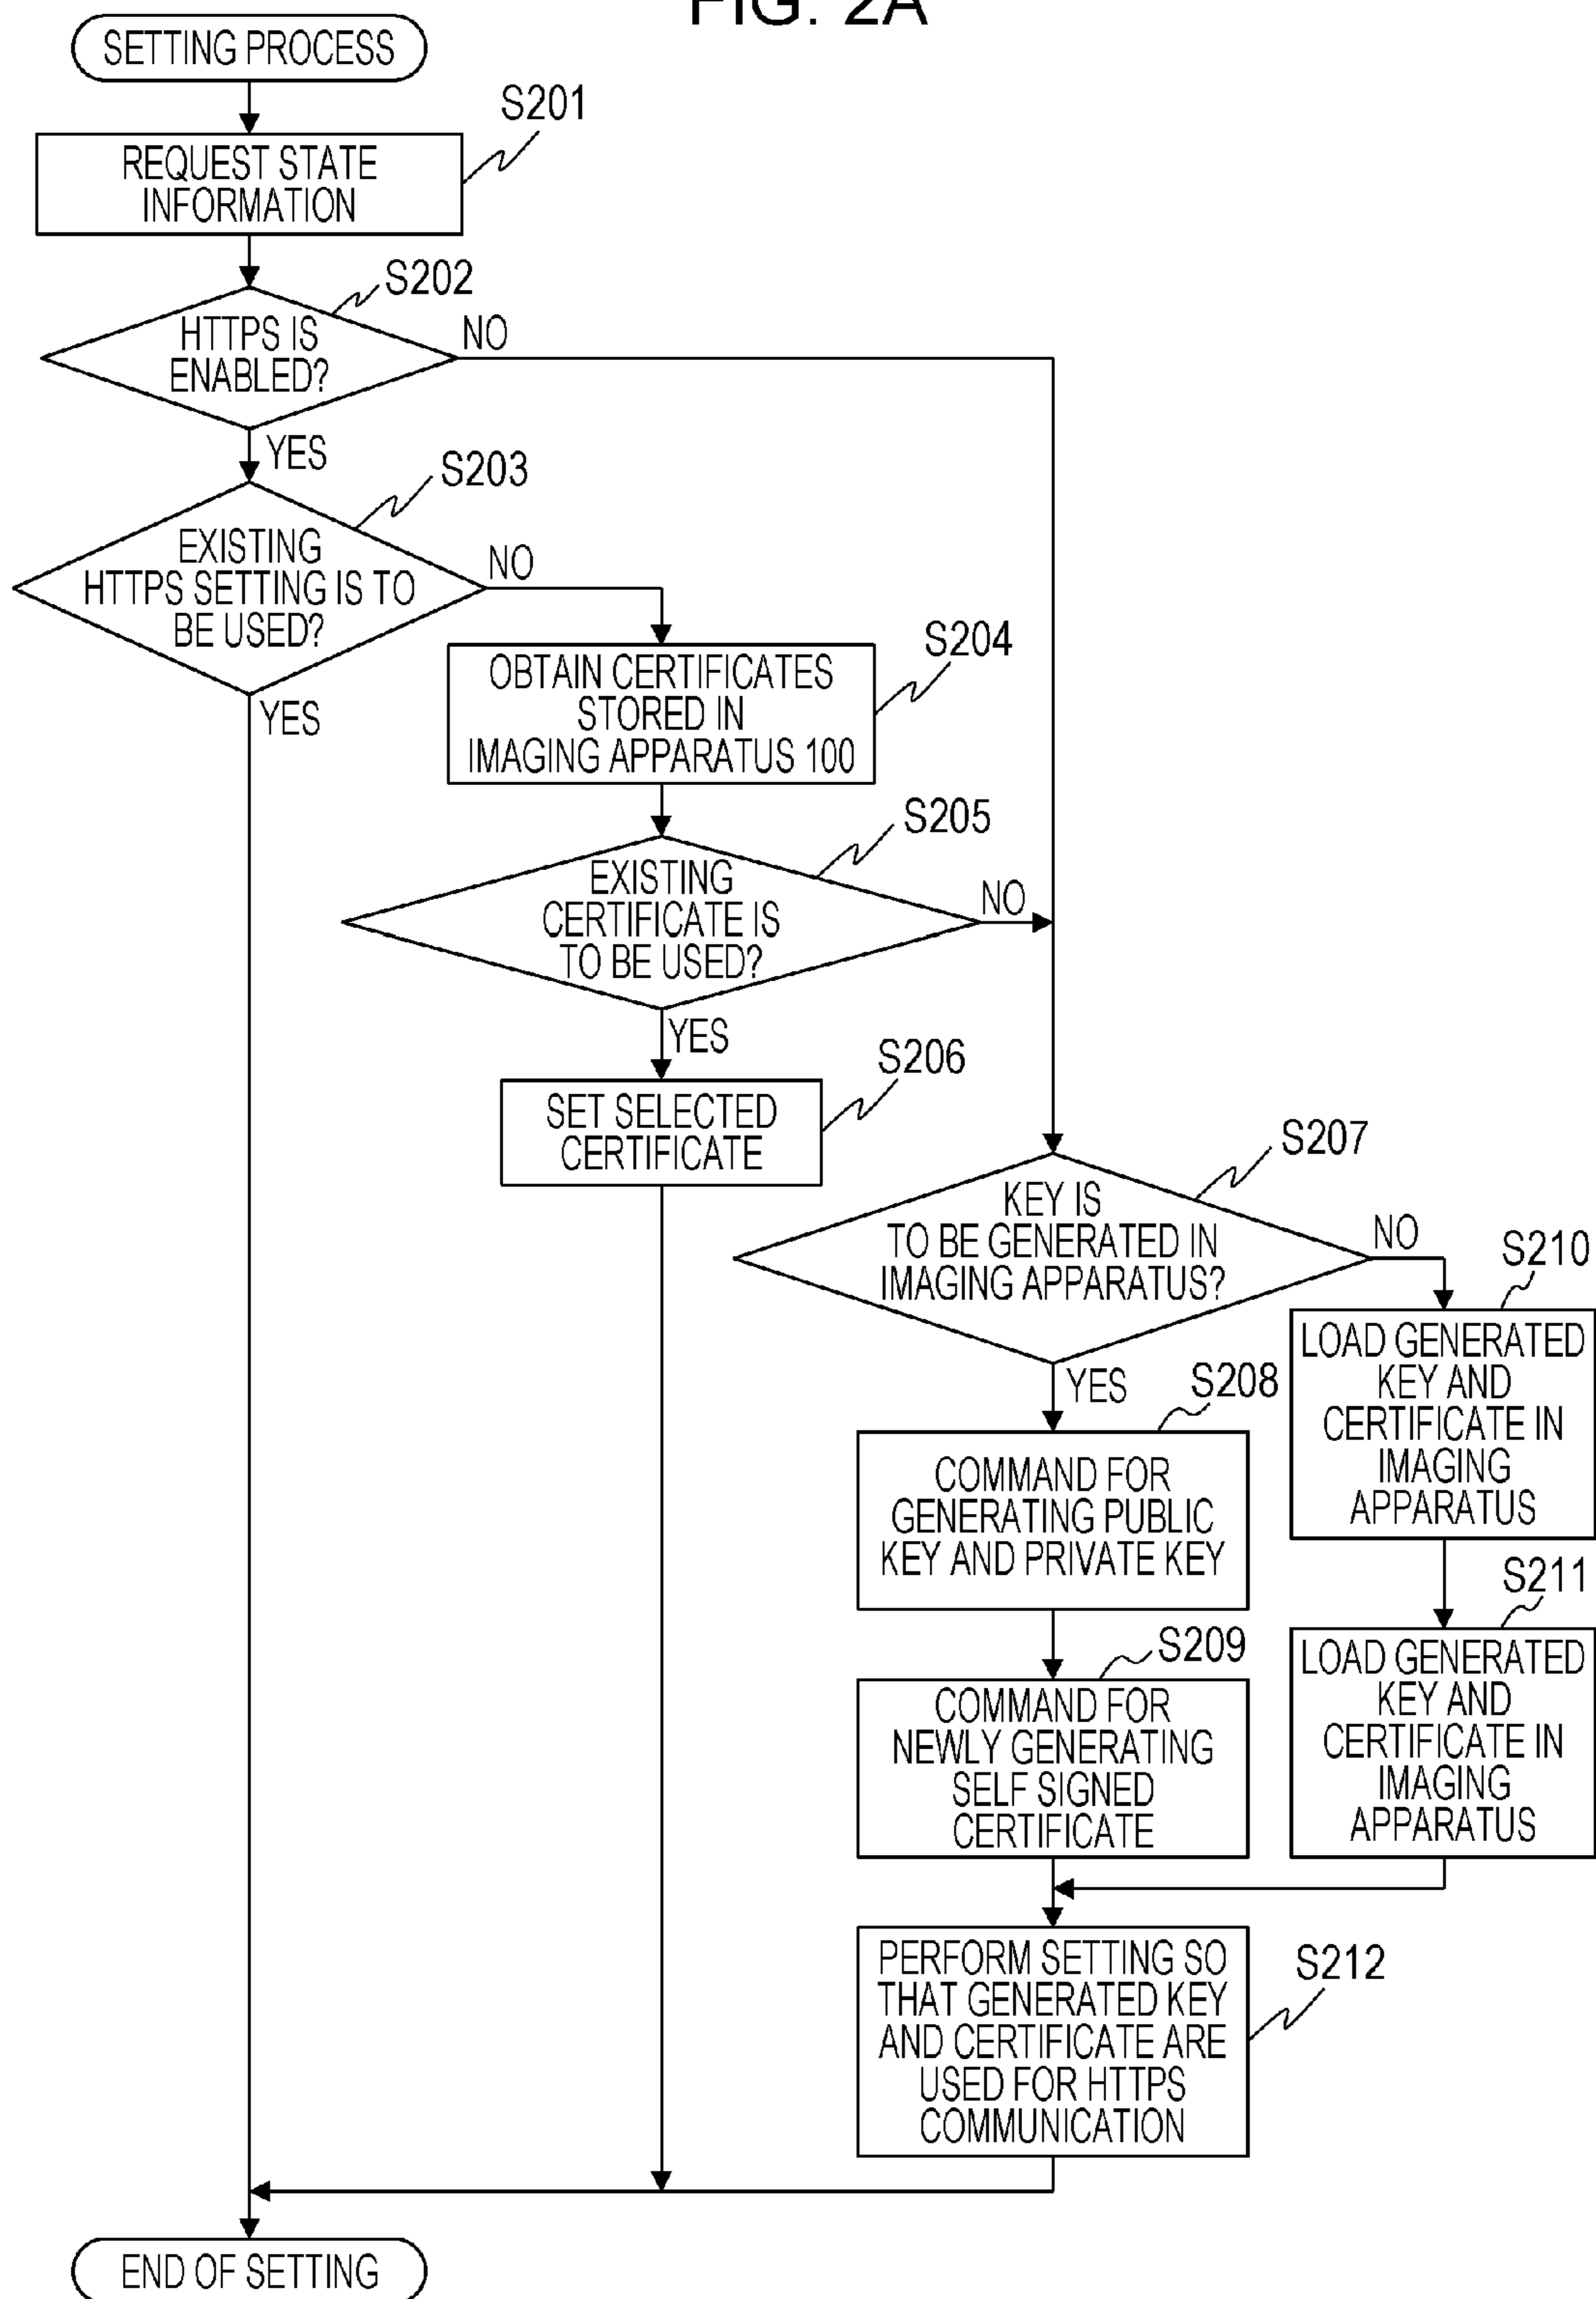 FIG. 2A
SETTING PROCESS
S201
REQUEST STATE
INFORMATION
S202
HTTPS IS
ENABLED?
NO
YES
S203
EXISTING
HTTPS SETTING IS TO
BE USED?
NO
YES
S204
OBTAIN CERTIFICATES
STORED IN
IMAGING APPARATUS 100
S205
EXISTING
CERTIFICATE IS
TO BE USED?
NO
YES
S206
SET SELECTED
CERTIFICATE
S207
KEY IS
TO BE GENERATED IN
IMAGING APPARATUS?
NO
YES
S210
LOAD GENERATED
KEY AND
CERTIFICATE IN
IMAGING
APPARATUS
S208
COMMAND FOR
GENERATING PUBLIC
KEY AND PRIVATE KEY
S211
LOAD GENERATED
KEY AND
CERTIFICATE IN
IMAGING
APPARATUS
S209
COMMAND FOR
NEWLY GENERATING
SELF SIGNED
CERTIFICATE
S212
PERFORM SETTING SO
THAT GENERATED KEY
AND CERTIFICATE ARE
USED FOR HTTPS
COMMUNICATION
END OF SETTING